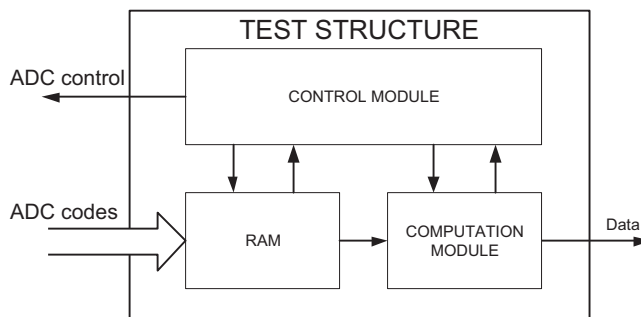 TEST STRUCTURE
ADC control
CONTROL MODULE
ADC codes
RAM
COMPUTATION
MODULE
Data